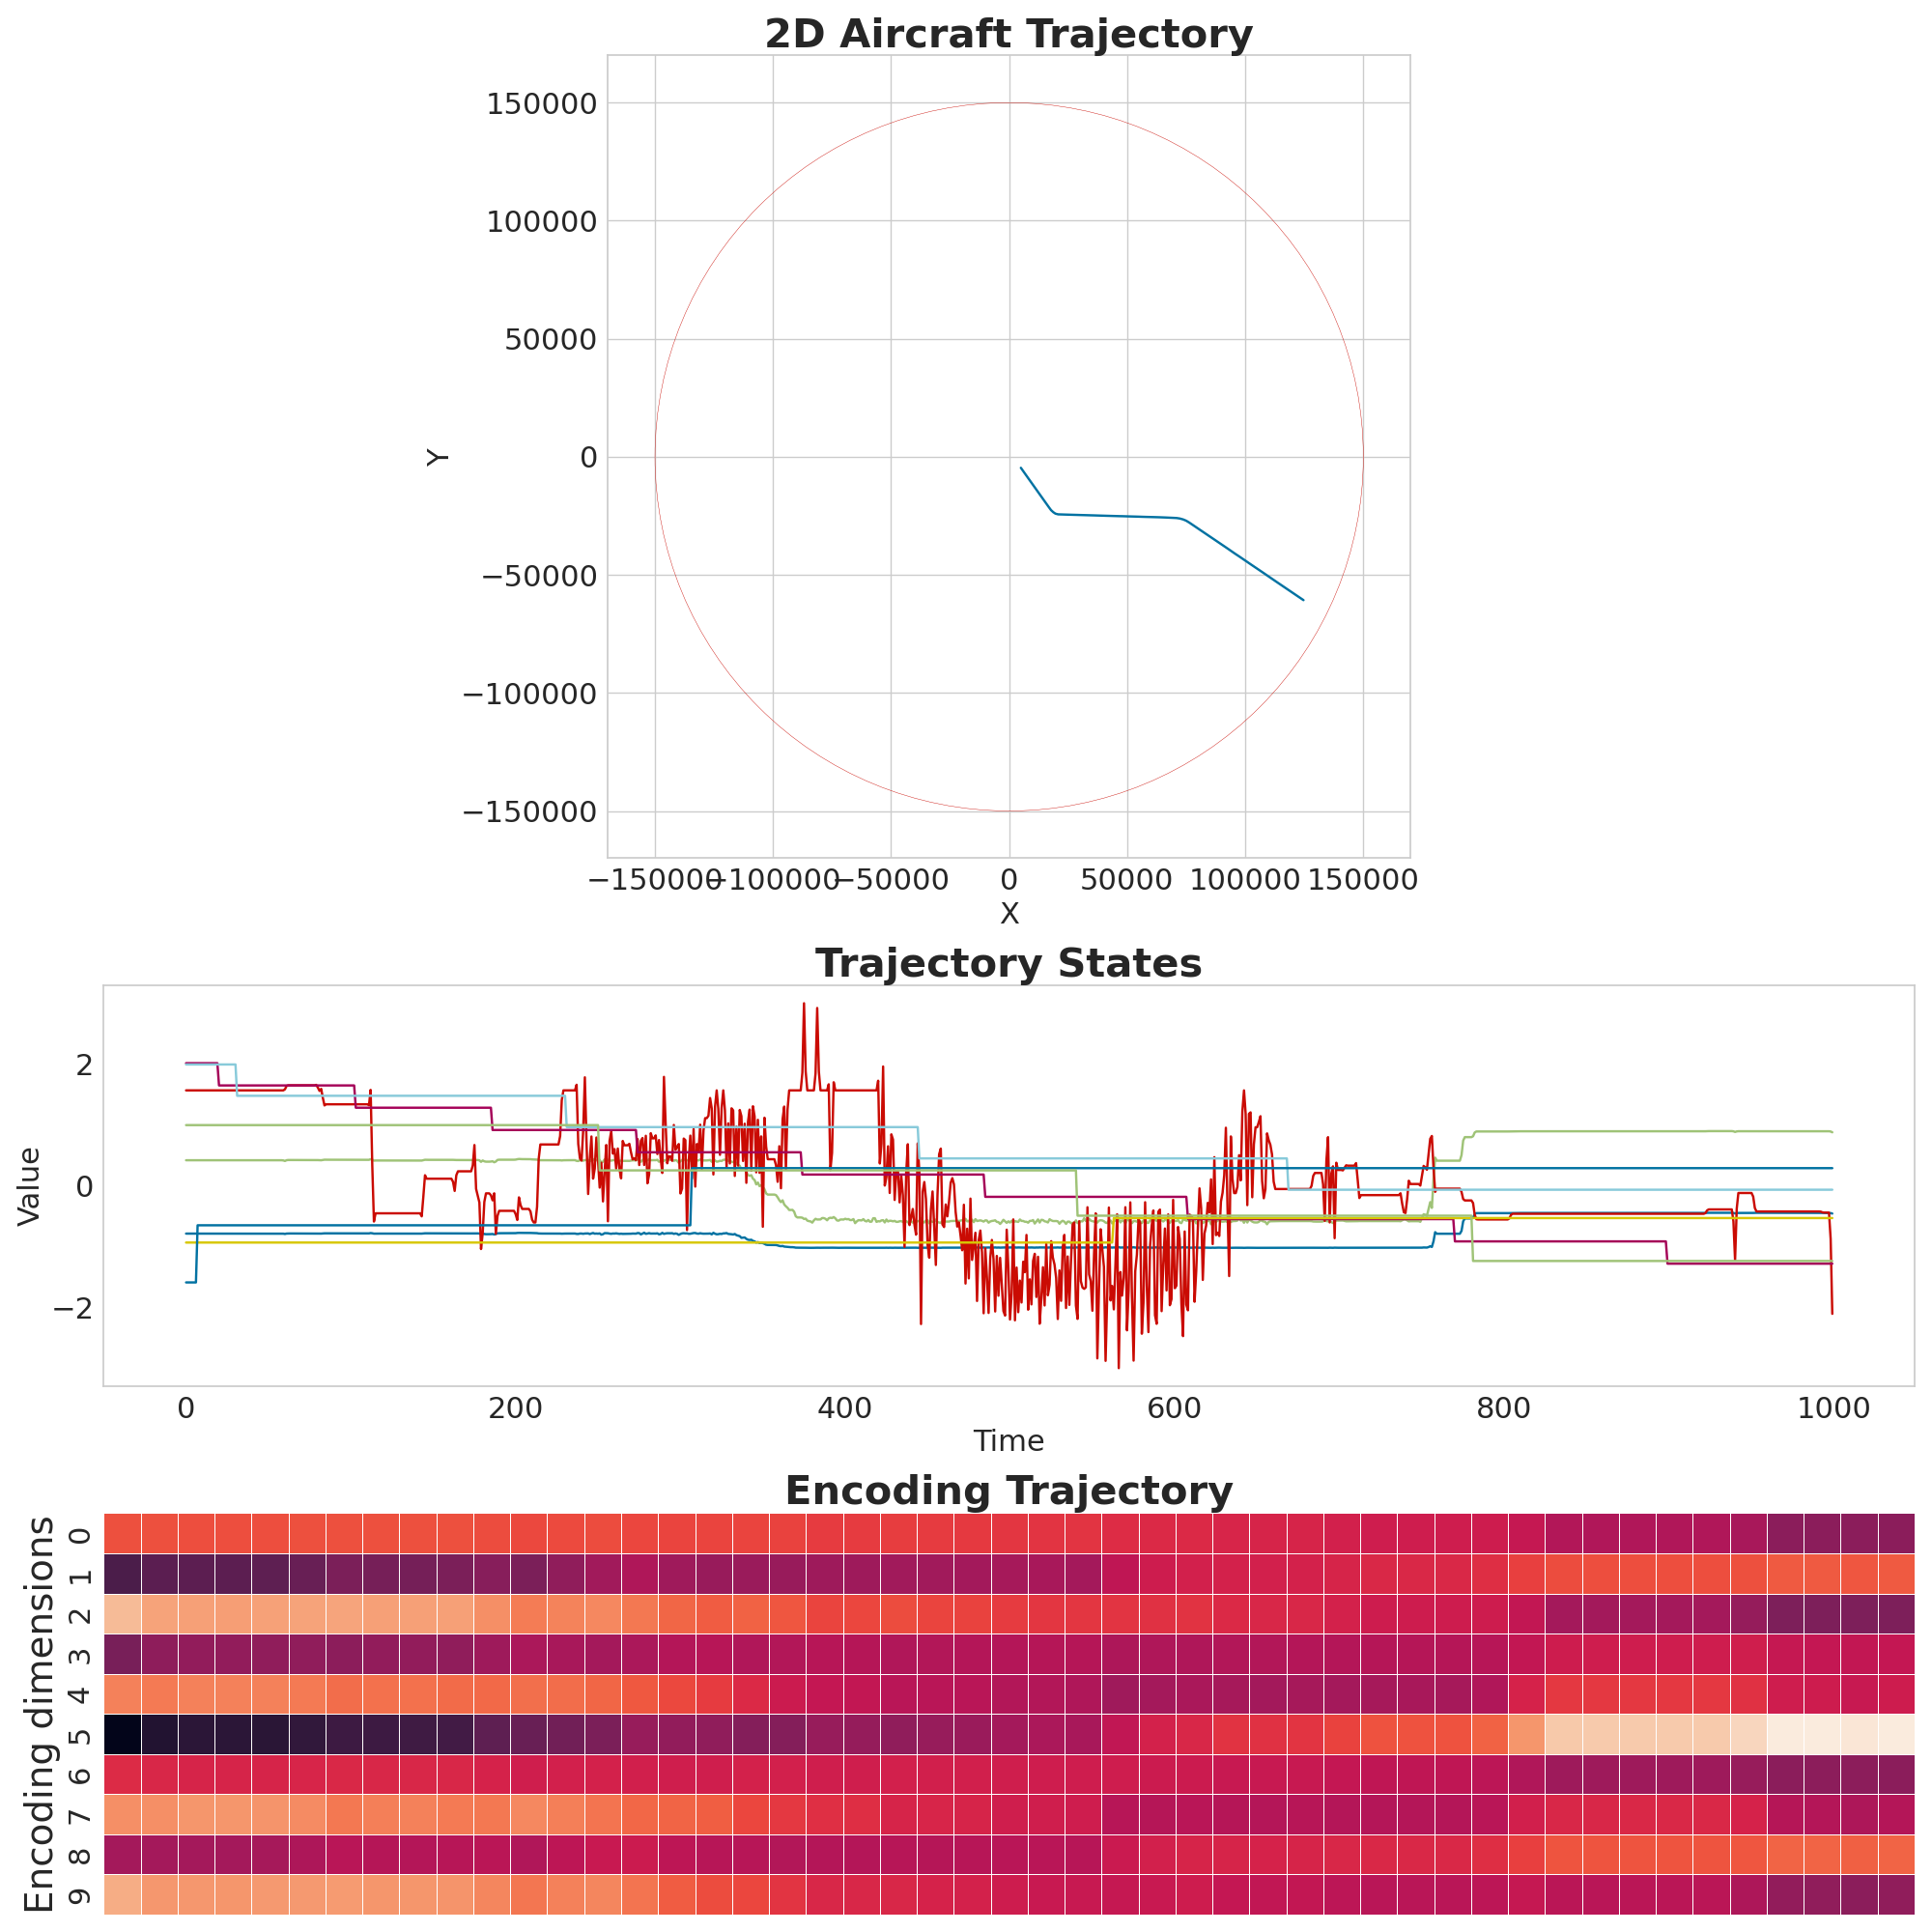 2D Aircraft Trajectory
150000
100000
50000
0
−50000
−100000
−150000
Y
−150000 −100000 −50000 0 50000 100000 150000
X
Trajectory States
2
0
−2
Value
0 200 400 600 800 1000
Time
Encoding Trajectory
Encoding dimensions
0
1
2
3
4
5
6
7
8
9